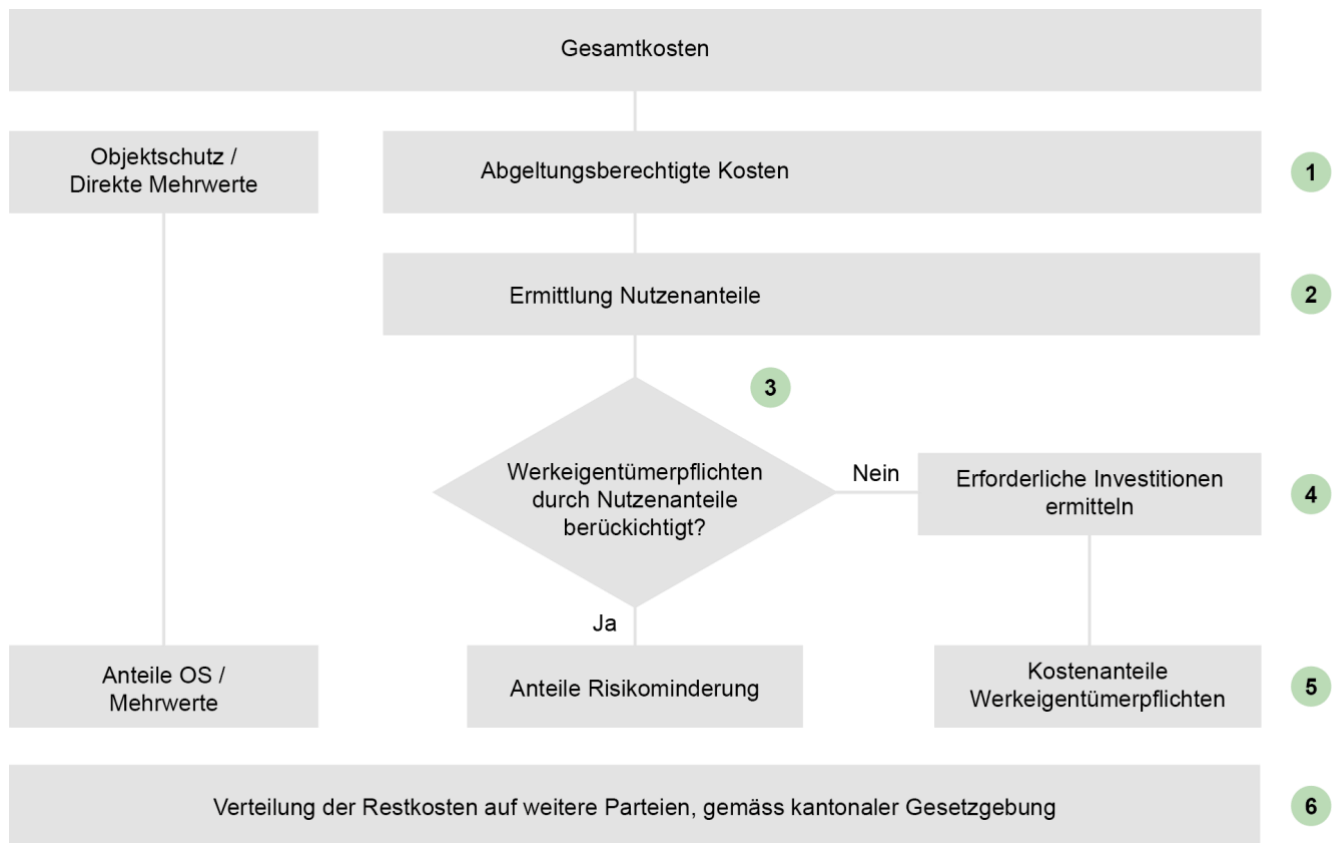 Gesamtkosten
Objektschutz /
Direkte Mehrwerte
Abgeltungsberechtigte Kosten
1
Ermittlung Nutzenanteile
2
3
Werkeigentümerpflichten
durch Nutzenanteile
berückichtigt?
Nein
Erforderliche Investitionen
ermitteln
4
Ja
Anteile OS /
Mehrwerte
Anteile Risikominderung
Kostenanteile
Werkeigentümerpflichten
5
Verteilung der Restkosten auf weitere Parteien, gemäss kantonaler Gesetzgebung
6